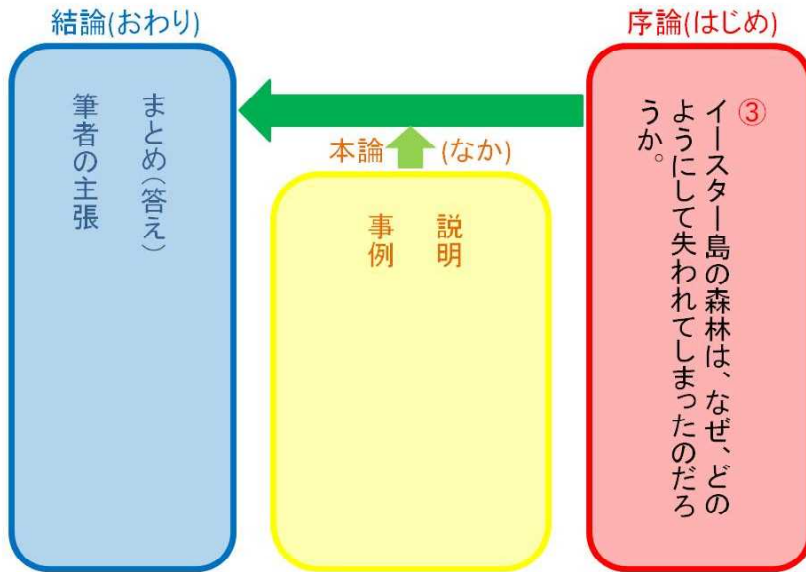 序論(はじめ)
③
イースター島の森林は、なぜ、どの
ようにして失われてしまったのだろ
うか。
本論 (なか)
説明
事例
結論(おわり)
まとめ(答え)
筆者の主張